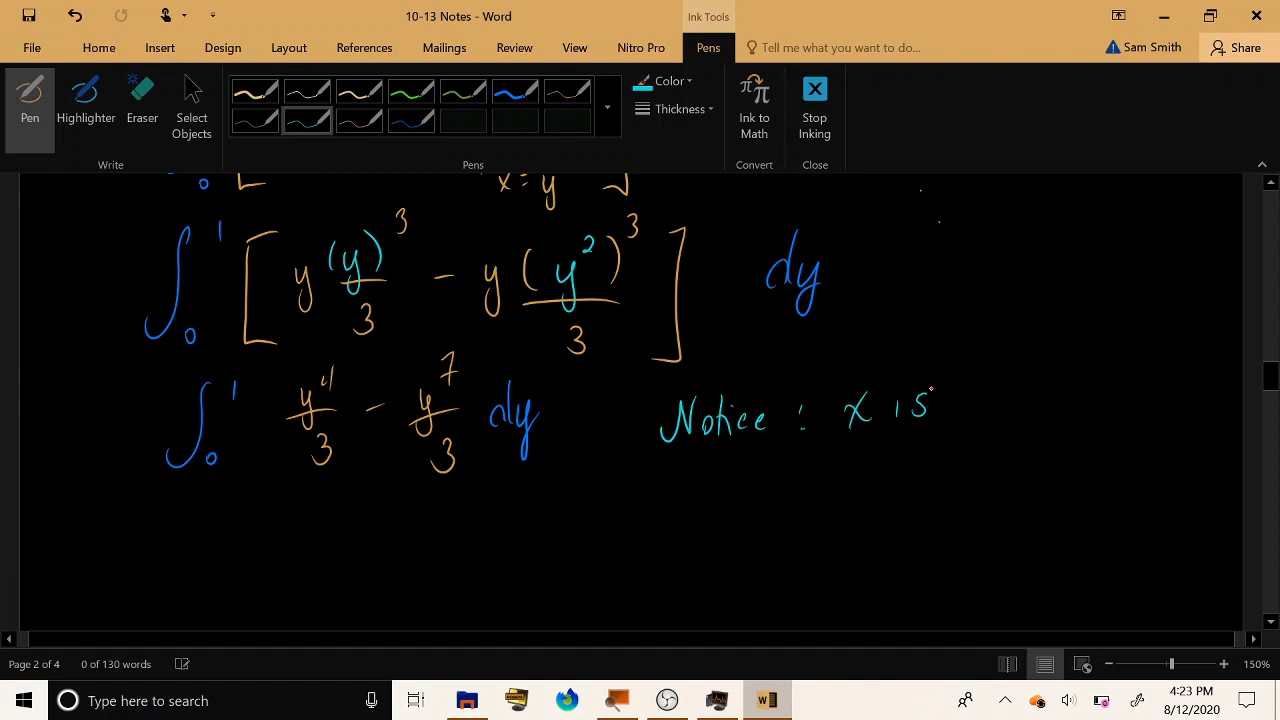 10-13 Notes - Word
Ink Tools
File Home Insert Design Layout References Mailings Review View Nitro Pro Pens Tell me what you want to do... Sam Smith Share
Pen Highlighter Eraser Select Objects Color Thickness Ink to Math Stop Inking
Write Pens Convert Close
0 x = y
∫₀¹ [ y (y)³/3 - y (y²)³/3 ] dy
∫₀¹ y⁴/3 - y⁷/3 dy Notice : x is
Page 2 of 4 0 of 130 words 150%
Type here to search 4:23 PM
8/12/2020